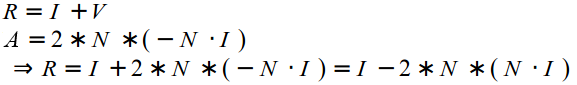 R = I + V
A = 2 * N * ( − N · I )
⇒ R = I + 2 * N * ( − N · I ) = I − 2 * N * ( N · I )